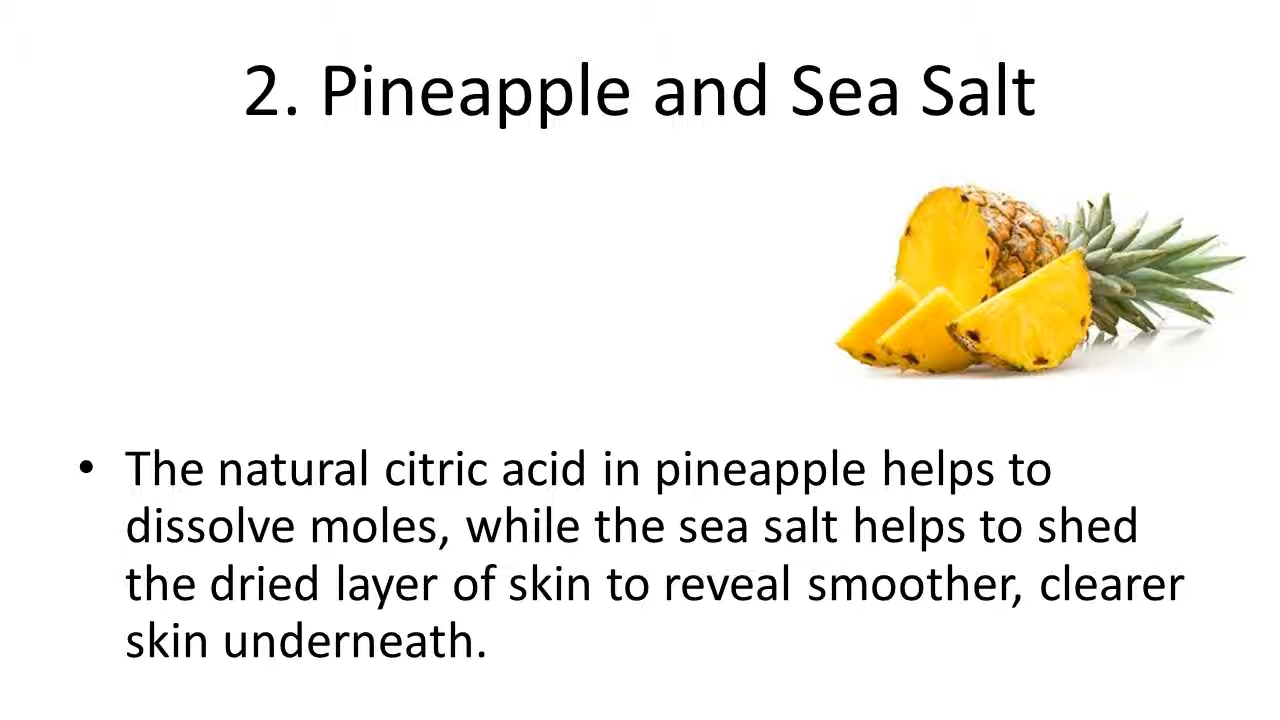 2. Pineapple and Sea Salt
• The natural citric acid in pineapple helps to
dissolve moles, while the sea salt helps to shed
the dried layer of skin to reveal smoother, clearer
skin underneath.